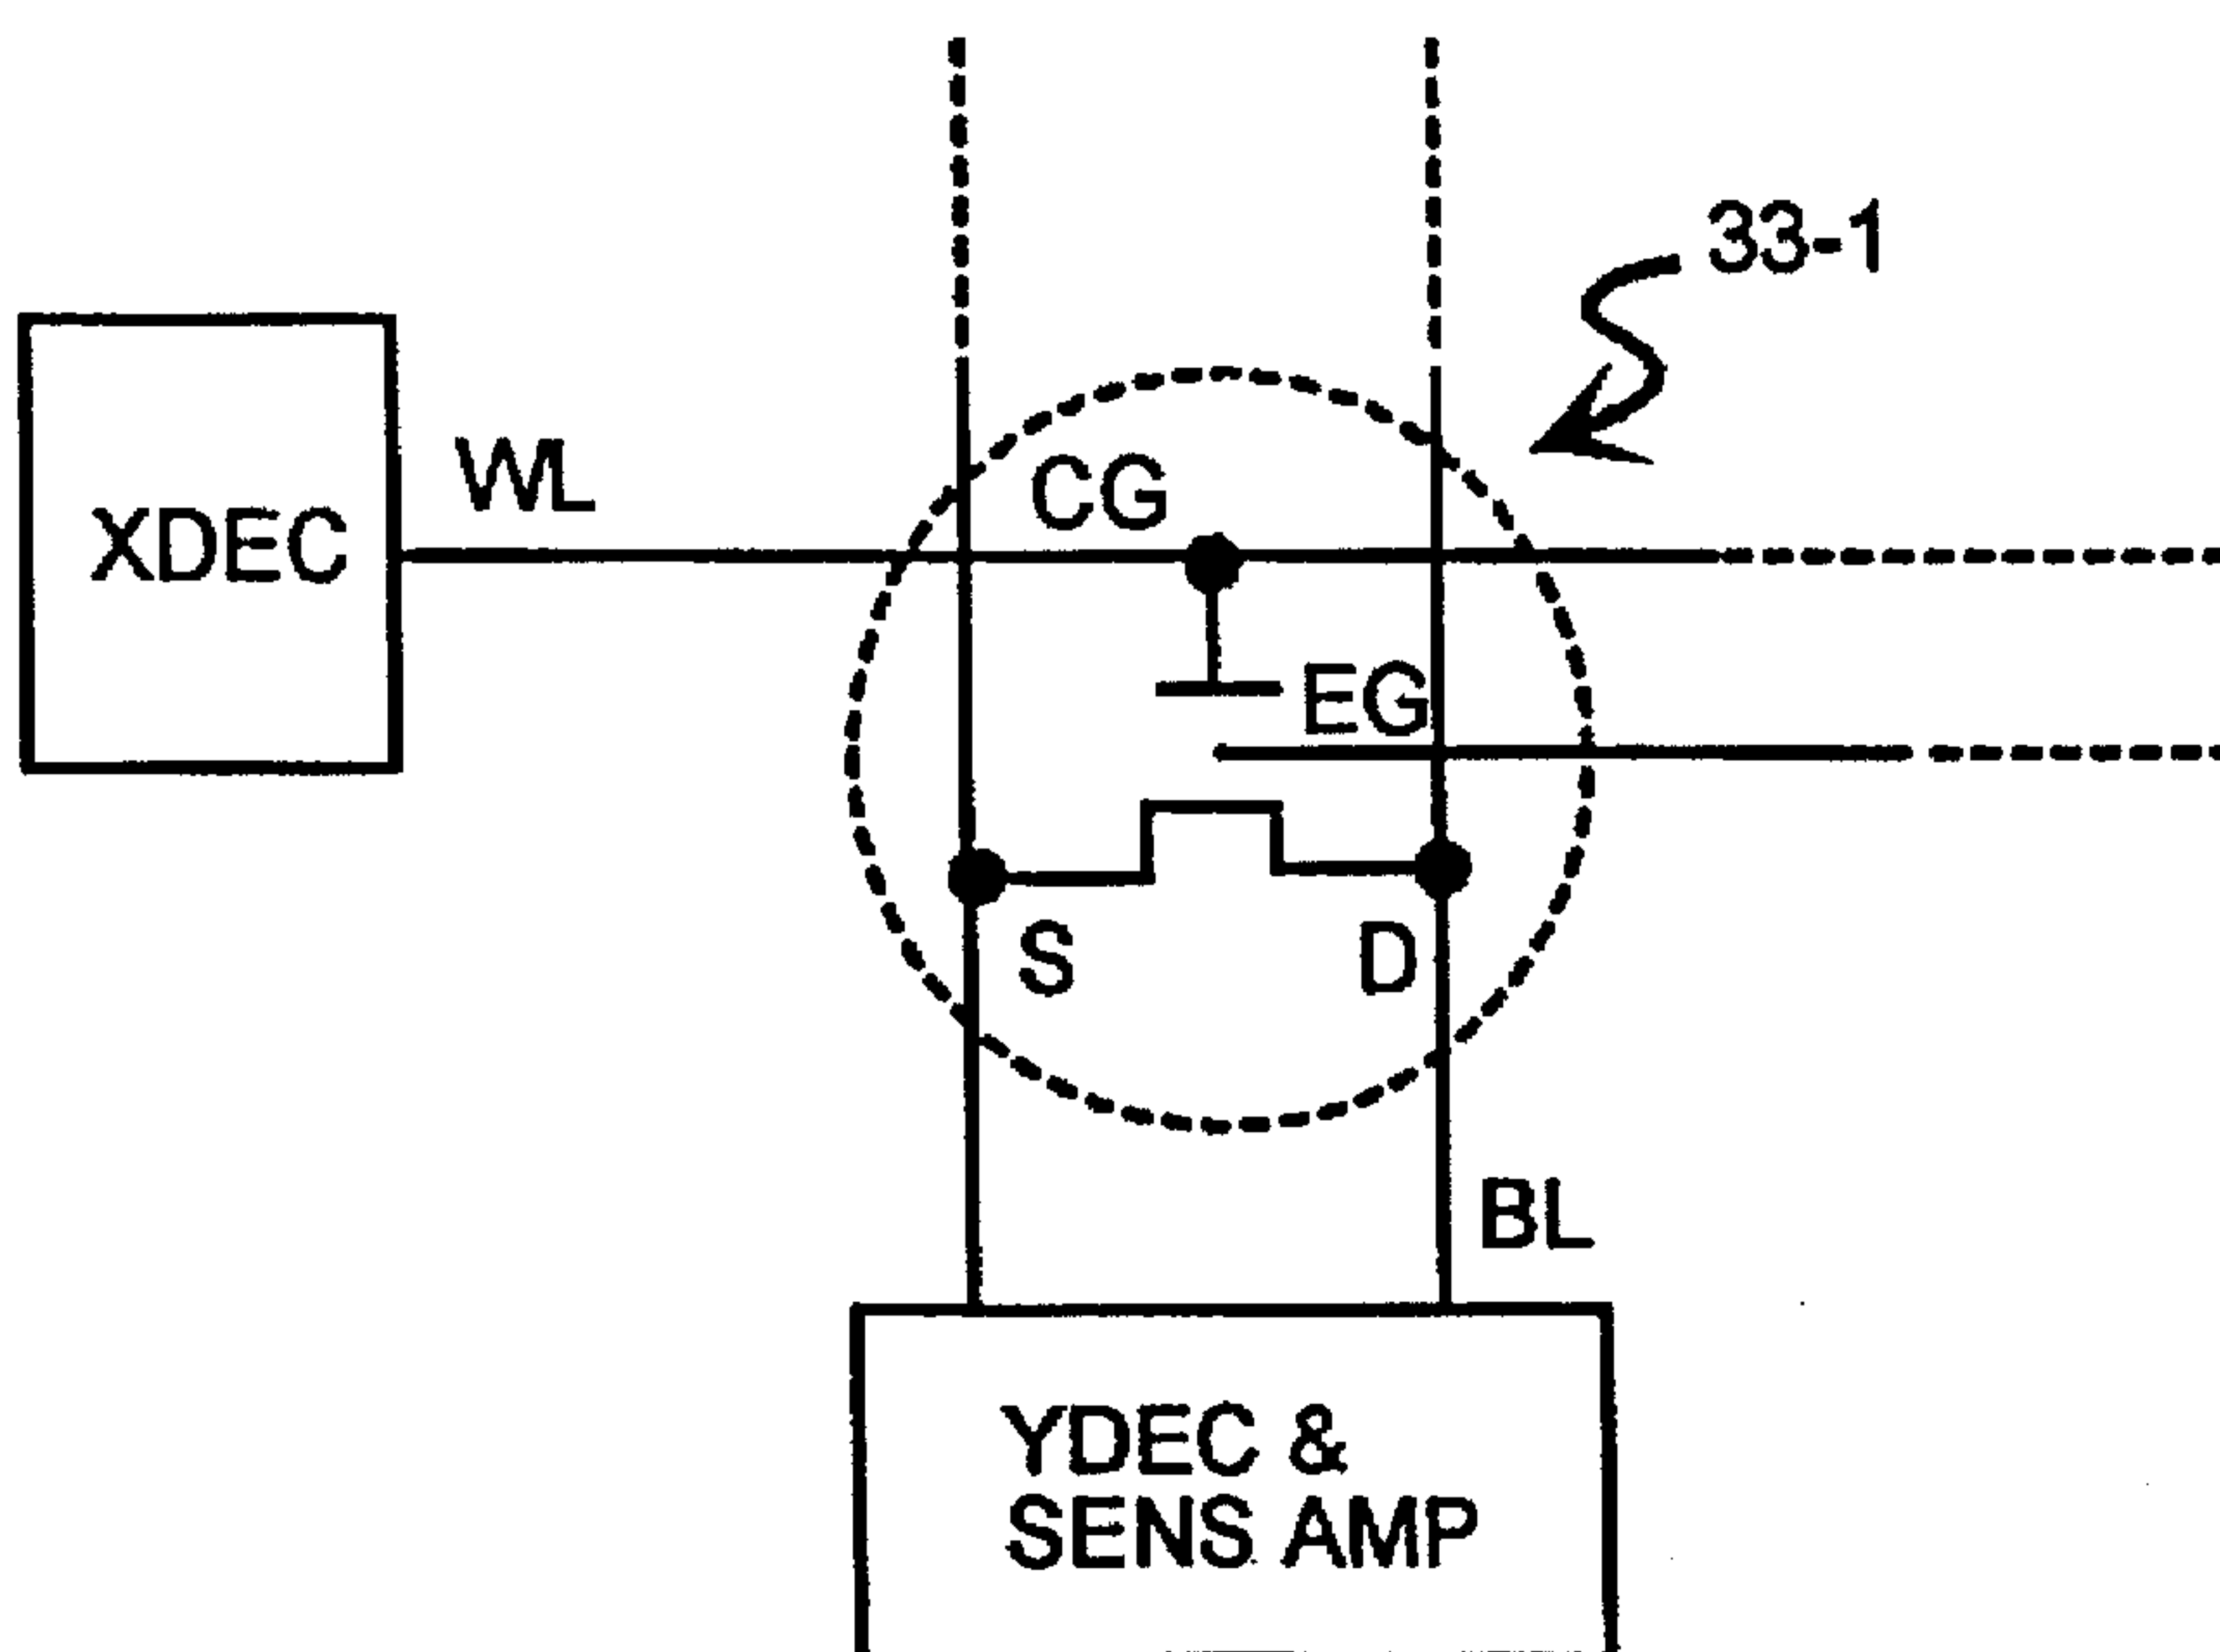 33-1
WL
CG
XDEC
EG
S
D
BL
YDEC &
SENS AMP